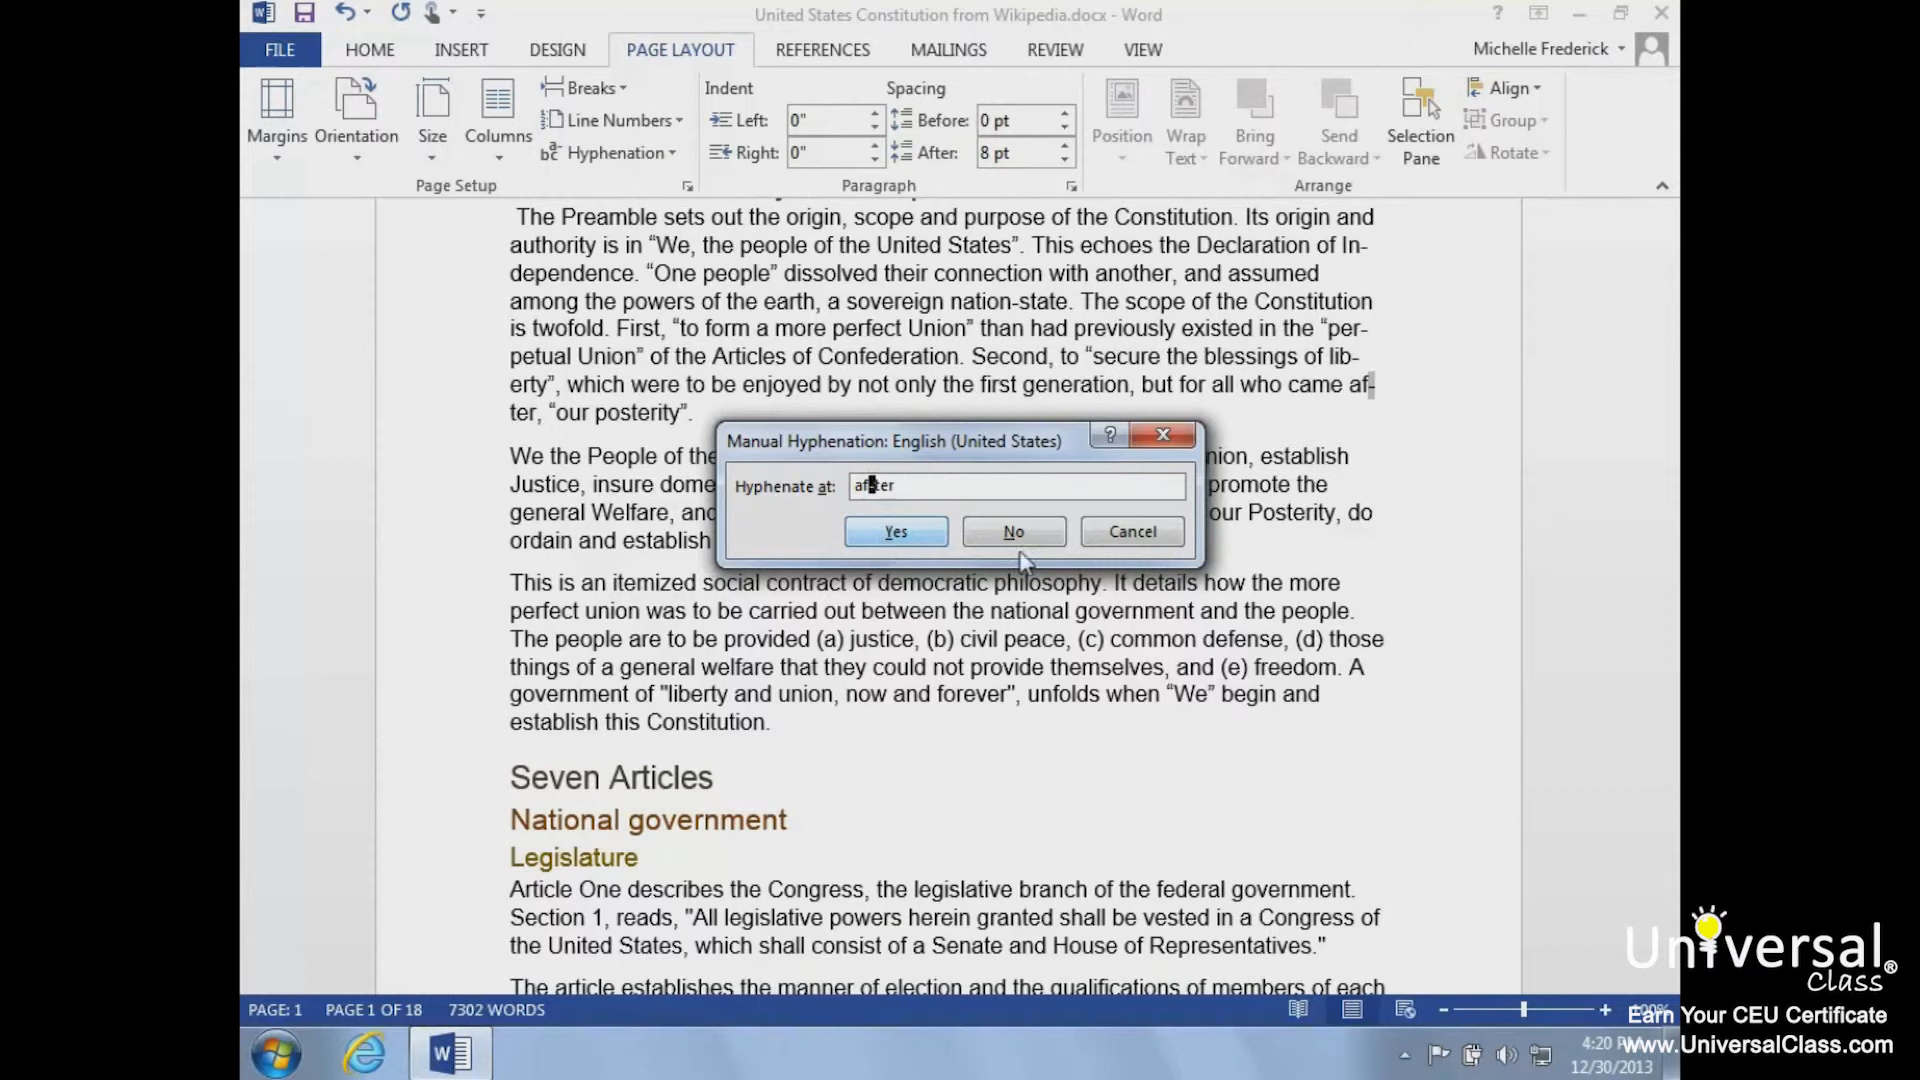 United States Constitution from Wikipedia.docx - Word
FILE HOME INSERT DESIGN PAGE LAYOUT REFERENCES MAILINGS REVIEW VIEW Michelle Frederick
Margins Orientation Size Columns
Breaks
Line Numbers
Hyphenation
Page Setup
Indent Spacing
Left: 0" Before: 0 pt
Right: 0" After: 8 pt
Paragraph
Position Wrap Text Bring Forward Send Backward Selection Pane
Align
Group
Rotate
Arrange
The Preamble sets out the origin, scope and purpose of the Constitution. Its origin and
authority is in “We, the people of the United States”. This echoes the Declaration of In-
dependence. “One people” dissolved their connection with another, and assumed
among the powers of the earth, a sovereign nation-state. The scope of the Constitution
is twofold. First, “to form a more perfect Union” than had previously existed in the “per-
petual Union” of the Articles of Confederation. Second, to “secure the blessings of lib-
erty”, which were to be enjoyed by not only the first generation, but for all who came af-
ter, “our posterity”.
We the People of the nion, establish
Justice, insure dome promote the
general Welfare, and our Posterity, do
ordain and establish
Manual Hyphenation: English (United States)
Hyphenate at: af-ter
Yes No Cancel
This is an itemized social contract of democratic philosophy. It details how the more
perfect union was to be carried out between the national government and the people.
The people are to be provided (a) justice, (b) civil peace, (c) common defense, (d) those
things of a general welfare that they could not provide themselves, and (e) freedom. A
government of "liberty and union, now and forever", unfolds when “We” begin and
establish this Constitution.
Seven Articles
National government
Legislature
Article One describes the Congress, the legislative branch of the federal government.
Section 1, reads, "All legislative powers herein granted shall be vested in a Congress of
the United States, which shall consist of a Senate and House of Representatives."
The article establishes the manner of election and the qualifications of members of each
PAGE: 1 PAGE 1 OF 18 7302 WORDS 100%
4:20 PM
12/30/2013
Universal®
Class
Earn Your CEU Certificate
www.UniversalClass.com